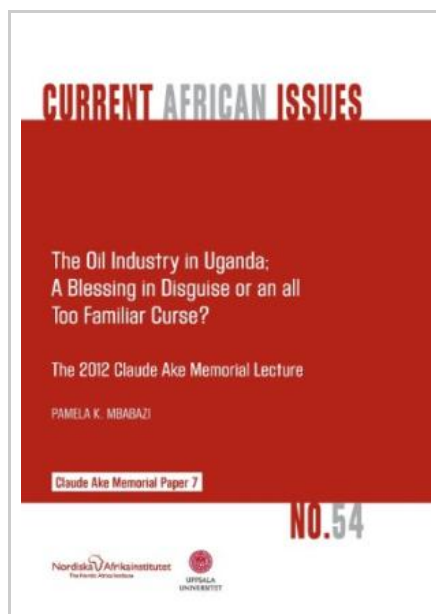 CURRENT AFRICAN ISSUES
The Oil Industry in Uganda;
A Blessing in Disguise or an all
Too Familiar Curse?
The 2012 Claude Ake Memorial Lecture
PAMELA K. MBABAZI
Claude Ake Memorial Paper 7
NO.54
Nordiska Afrikainstitutet
The Nordic Africa Institute
UPPSALA
UNIVERSITET